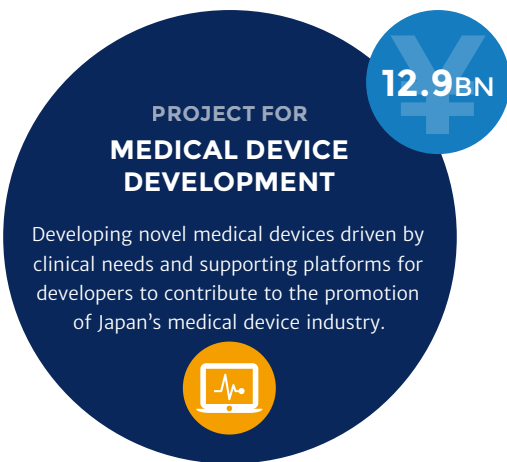 ¥
12.9BN
PROJECT FOR
MEDICAL DEVICE
DEVELOPMENT
Developing novel medical devices driven by
clinical needs and supporting platforms for
developers to contribute to the promotion
of Japan’s medical device industry.